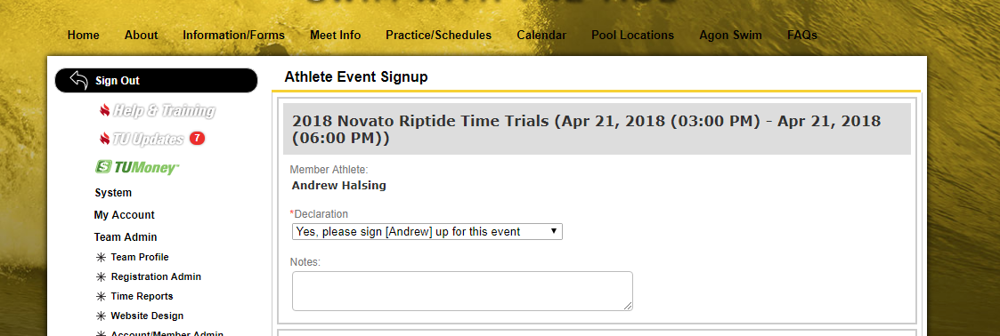 Home About Information/Forms Meet Info Practice/Schedules Calendar Pool Locations Agon Swim FAQs
Sign Out
Help & Training
TU Updates 7
$ TUMoney
System
My Account
Team Admin
Team Profile
Registration Admin
Time Reports
Website Design
Account/Member Admin
Athlete Event Signup
2018 Novato Riptide Time Trials (Apr 21, 2018 (03:00 PM) - Apr 21, 2018
(06:00 PM))
Member Athlete:
Andrew Halsing
*Declaration
Yes, please sign [Andrew] up for this event
Notes: